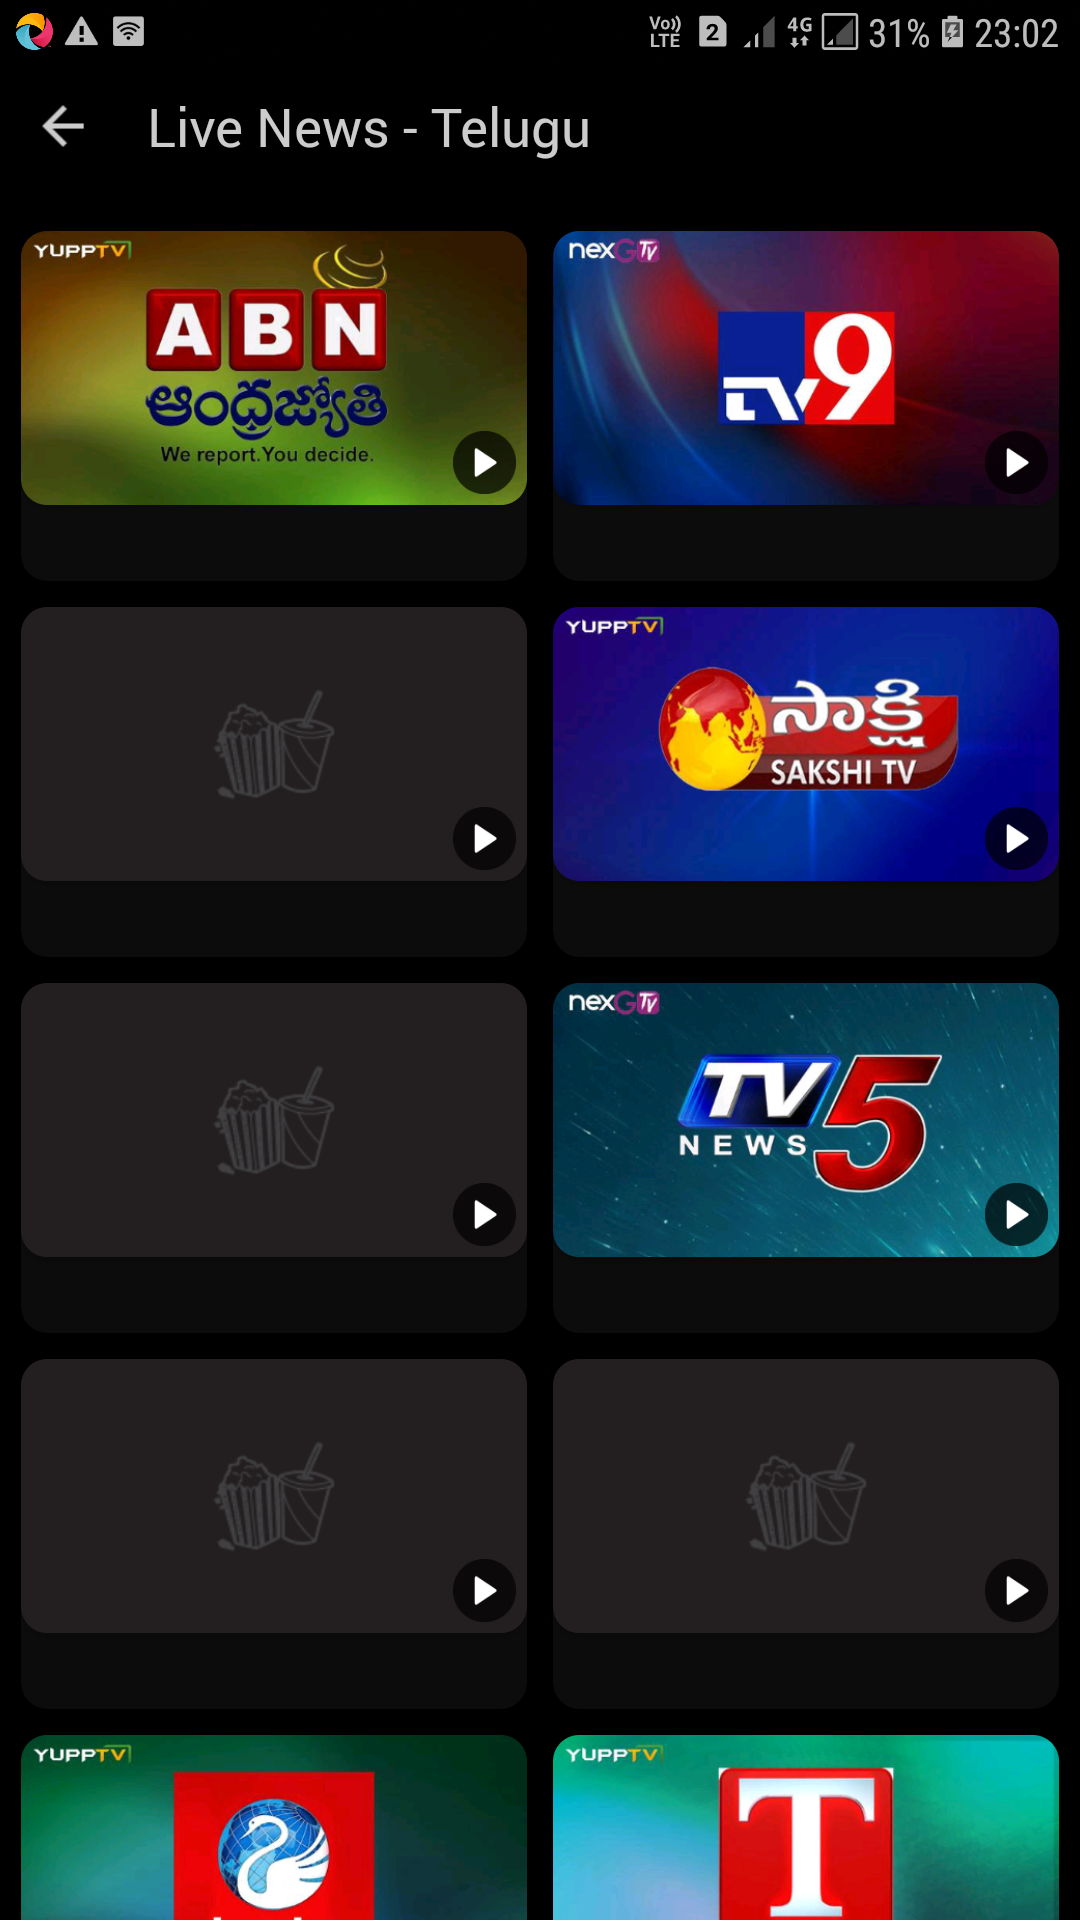 Vo)) LTE 2 4G 31% 23:02
Live News - Telugu
YUPPTV
ABN
ఆంధ్రజ్యోతి
We report.You decide.
nexGTv
TV9
YUPPTV
సాక్షి
SAKSHI TV
nexGTv
TV5
NEWS
YUPPTV
YUPPTV
T